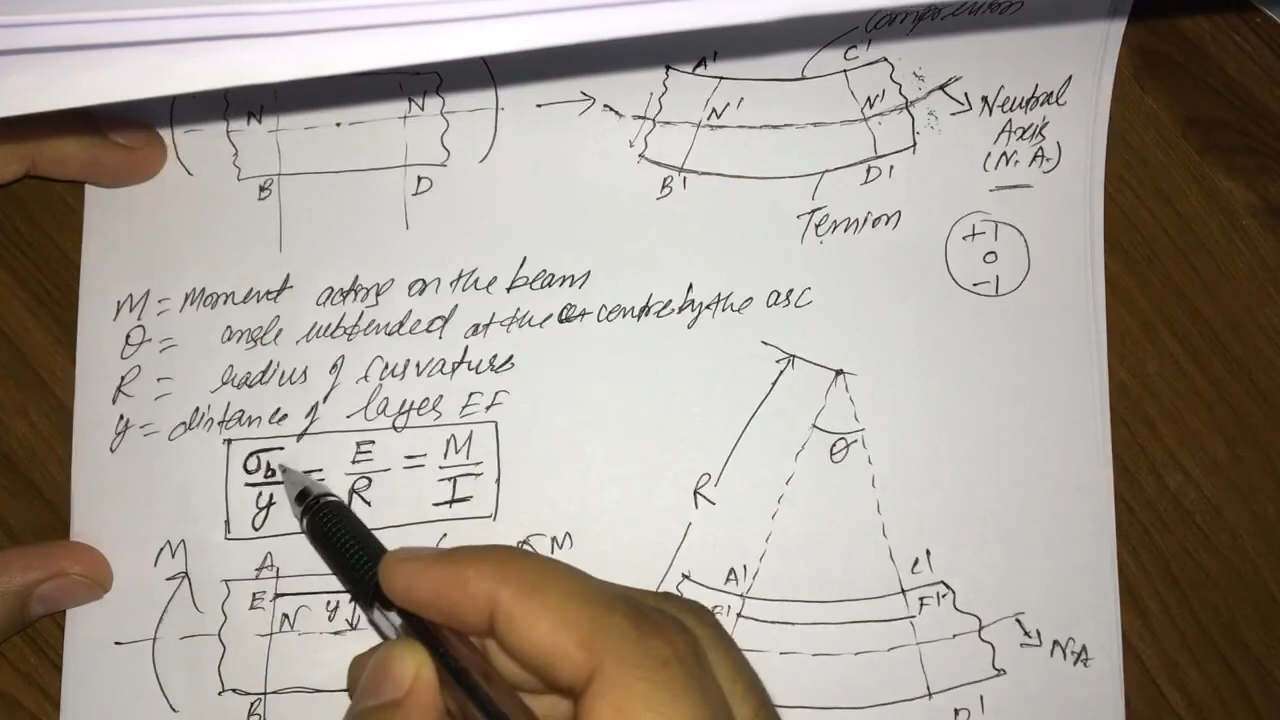 Compression
A' C'
N N N' N'
Neutral
Axis
(N.A.)
B D B' D'
Tension
+1
0
-1
M = Moment acting on the beam
θ = angle subtended at the centre by the arc
R = radius of curvature
y = distance of layer EF
σb/y = E/R = M/I
θ
R
M A M
E N y
B
A' C'
F'
N.A
D'